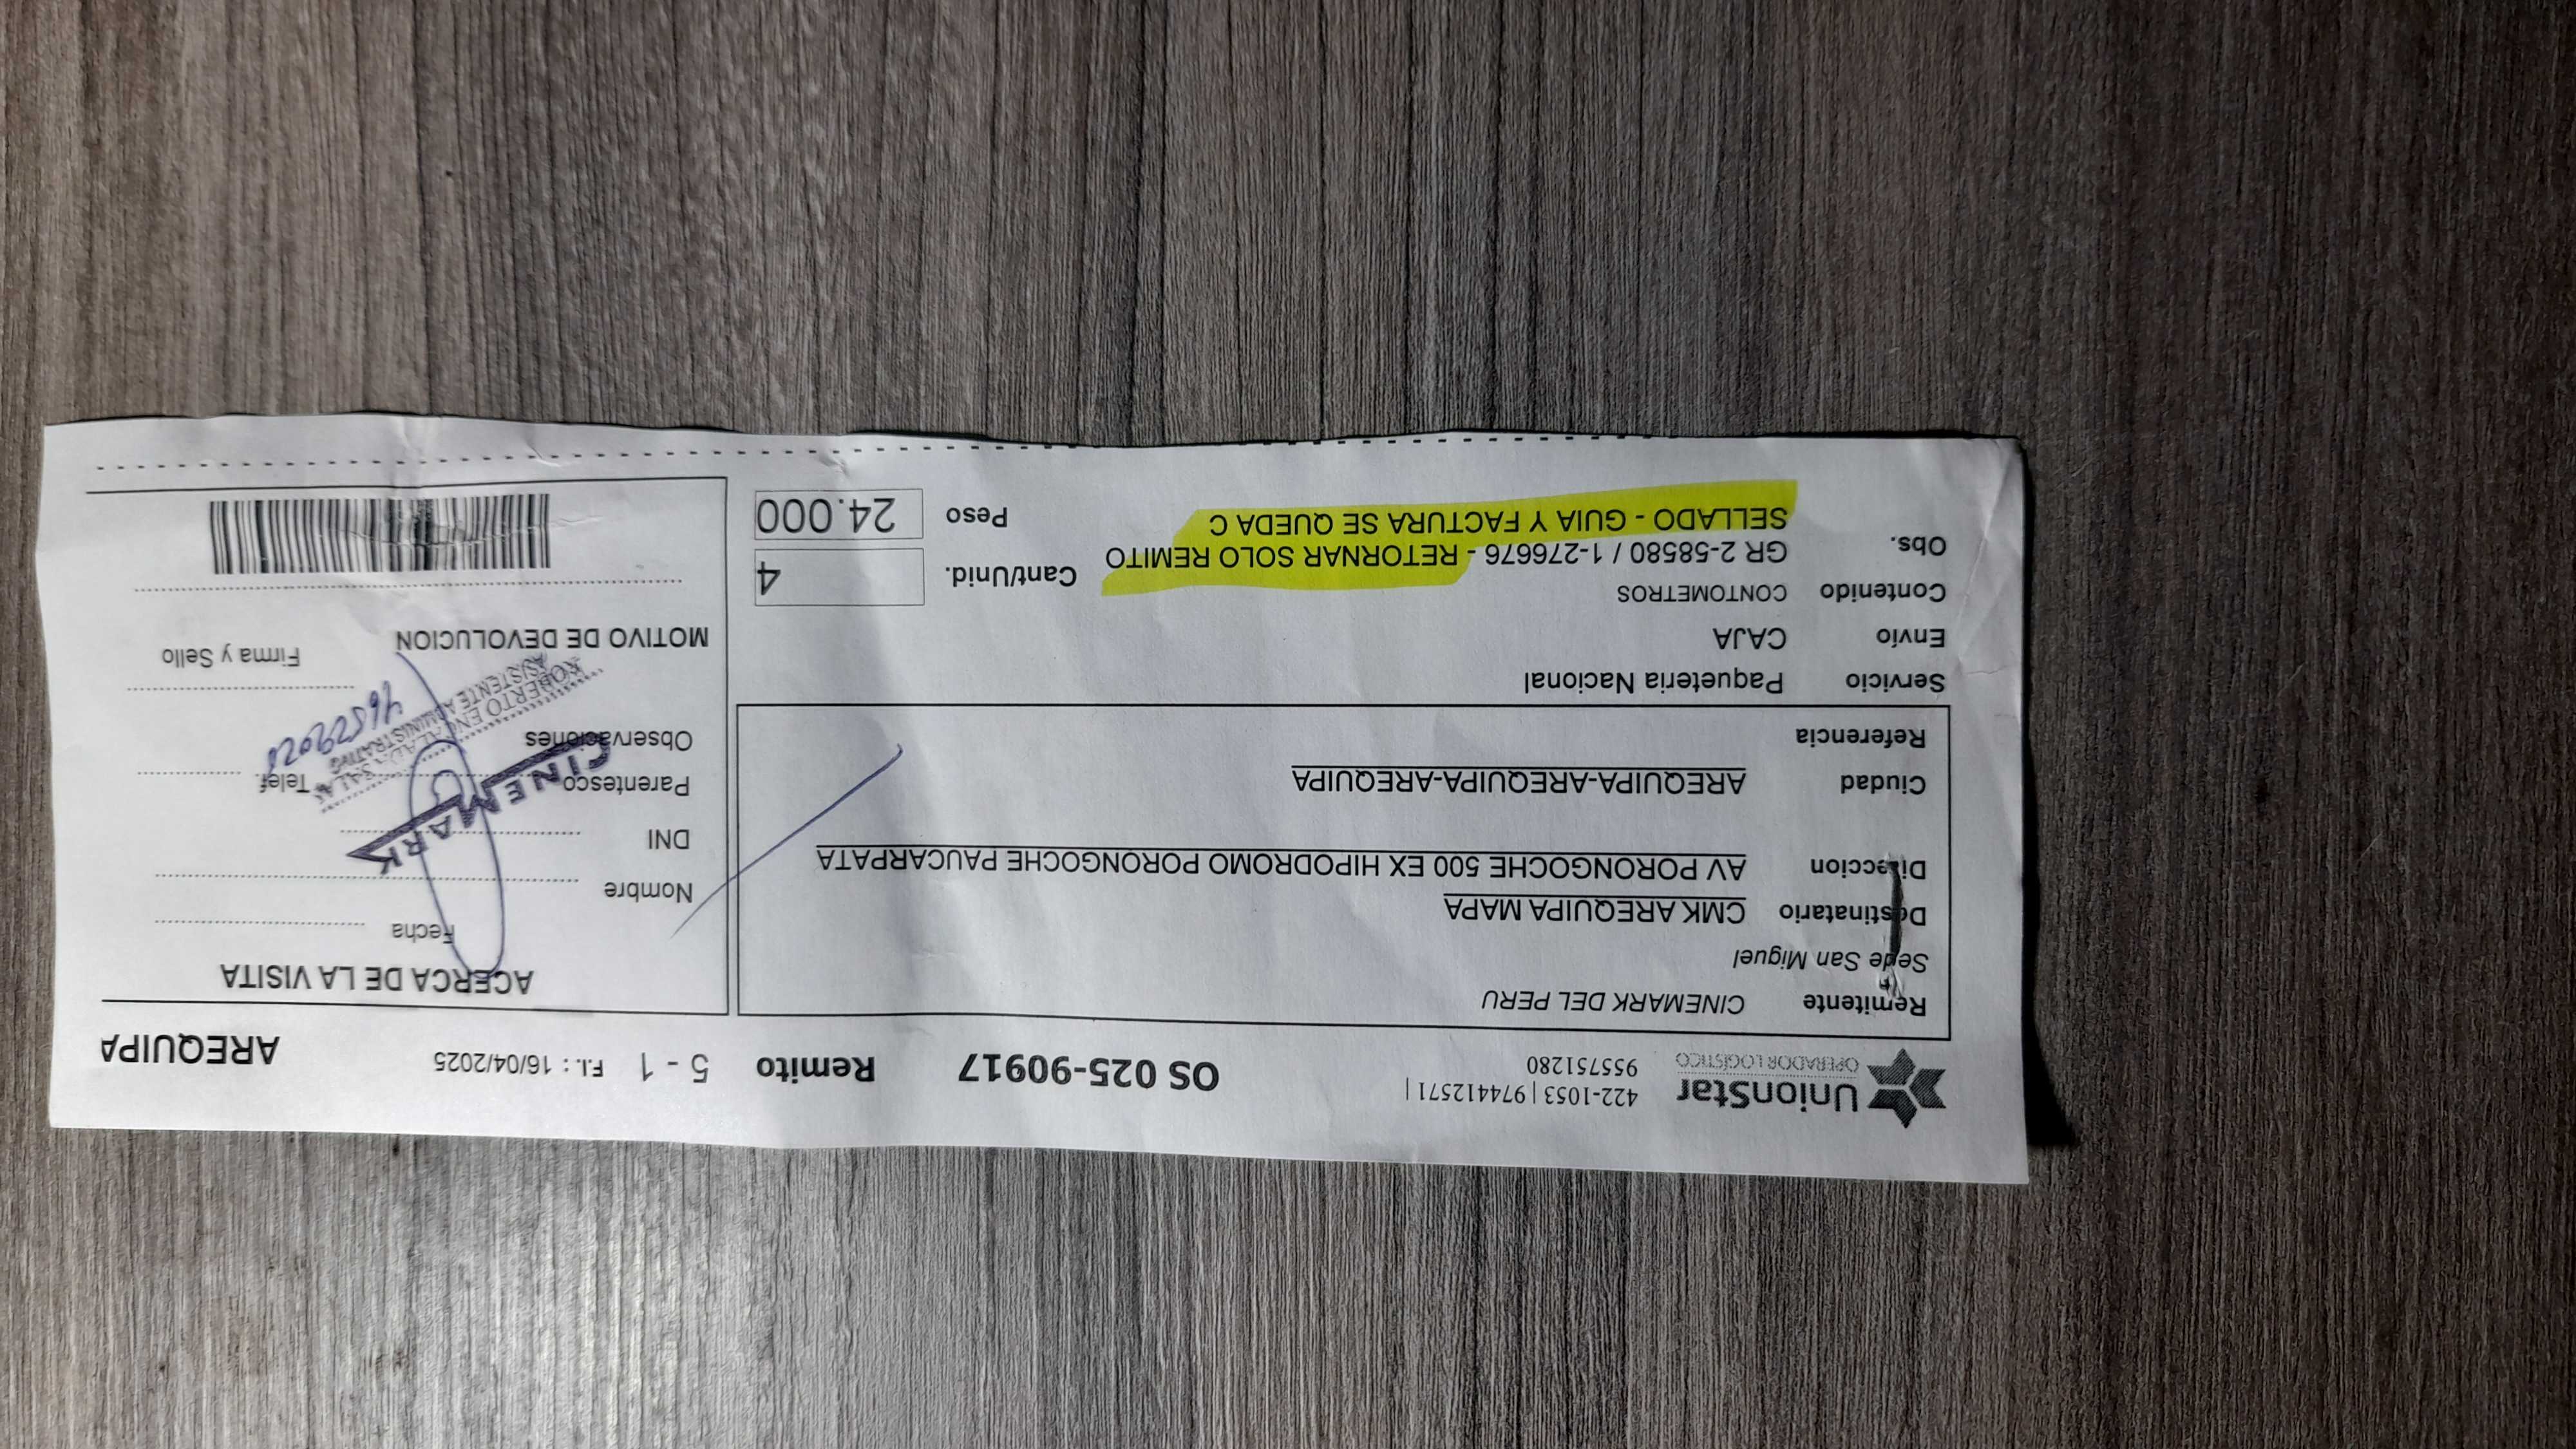 UnionStar
OPERADOR LOGÍSTICO
422-1053 | 974412571 |
955751280
OS 025-90917
Remito 5 - 1 F.I.: 16/04/2025
AREQUIPA
Remitente CINEMARK DEL PERU
Sede San Miguel
Destinatario CMK AREQUIPA MAPA
Direccion AV PORONGOCHE 500 EX HIPODROMO PORONGOCHE PAUCARPATA
Ciudad AREQUIPA-AREQUIPA-AREQUIPA
Referencia
Servicio Paqueteria Nacional
Envio CAJA
Contenido CONTOMETROS
Obs. GR 2-58580 / 1-276676 - RETORNAR SOLO REMITO
SELLADO - GUIA Y FACTURA SE QUEDA C
Cant/Unid. 4
Peso 24.000
ACERCA DE LA VISITA
Fecha
Nombre
DNI
Parentesco Telef.
Observaciones
CINEMARK
ROBERTO
ASISTENTE ADMINISTRATIVO
Firma y Sello
MOTIVO DE DEVOLUCION